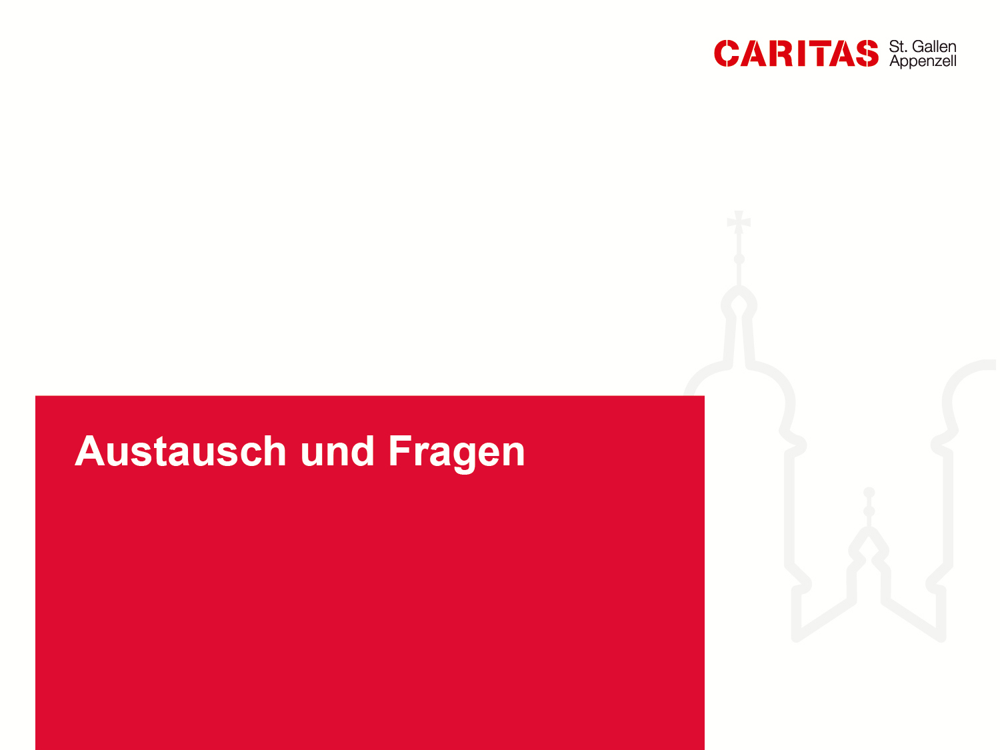 CARITAS St. Gallen
Appenzell
Austausch und Fragen